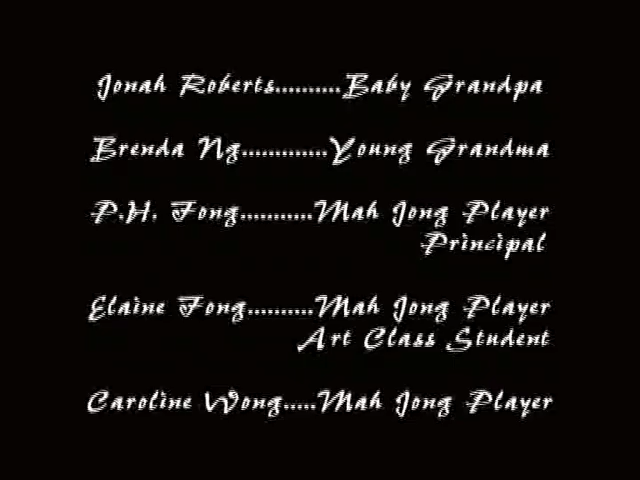 Jonah Roberts..........Baby Grandpa
Brenda Ng.............Young Grandma
P.H. Fong...........Mah Jong Player
Principal
Elaine Fong..........Mah Jong Player
Art Class Student
Caroline Wong.....Mah Jong Player